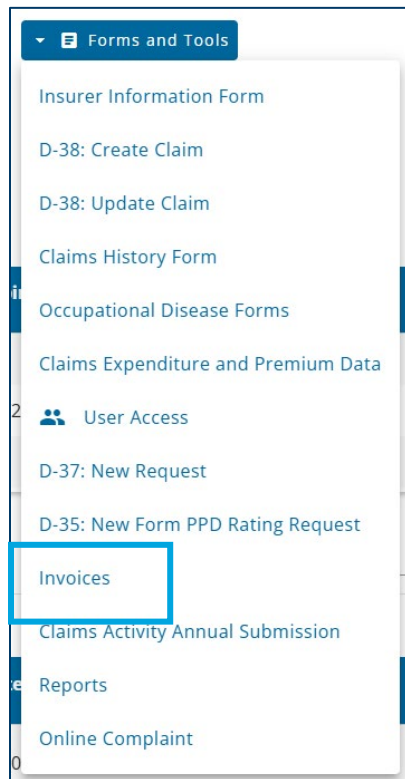 Forms and Tools
Insurer Information Form
D-38: Create Claim
D-38: Update Claim
Claims History Form
Occupational Disease Forms
Claims Expenditure and Premium Data
2
User Access
D-37: New Request
D-35: New Form PPD Rating Request
Invoices
Claims Activity Annual Submission
Reports
Online Complaint
0